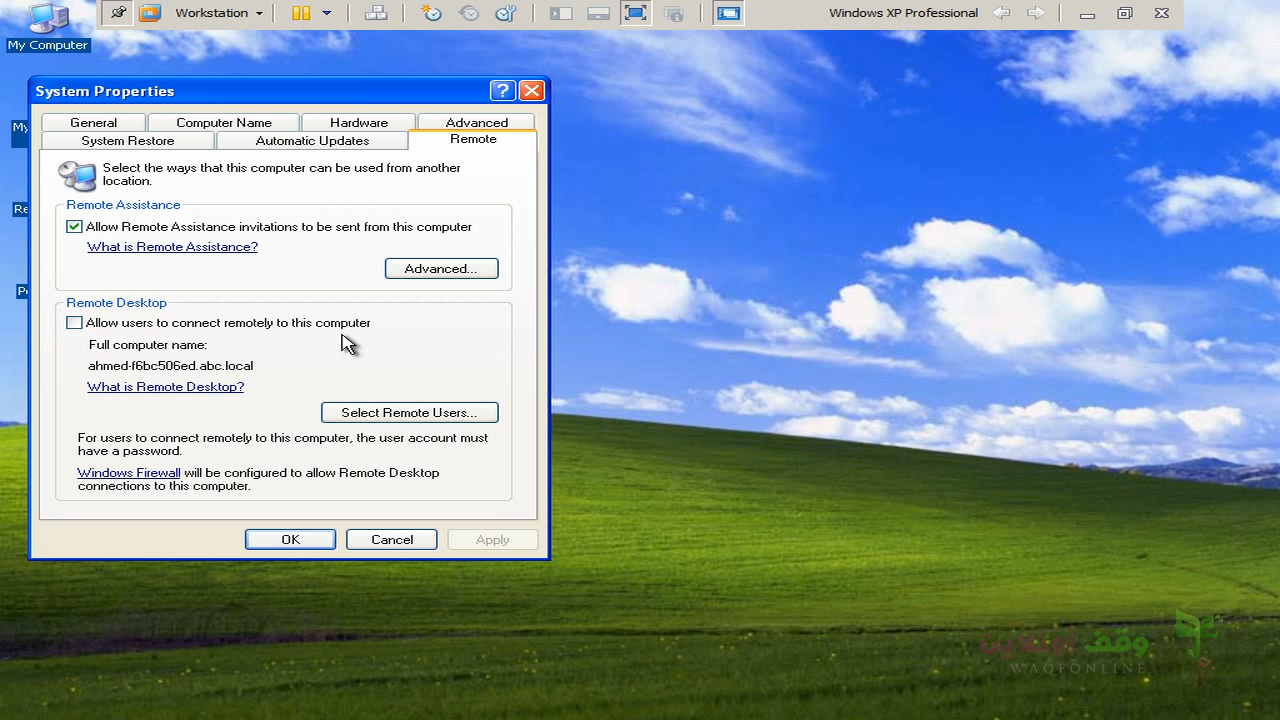 Workstation
Windows XP Professional
My Computer
System Properties
General
Computer Name
Hardware
Advanced
System Restore
Automatic Updates
Remote
Select the ways that this computer can be used from another
location.
Remote Assistance
Allow Remote Assistance invitations to be sent from this computer
What is Remote Assistance?
Advanced...
Remote Desktop
Allow users to connect remotely to this computer
Full computer name:
ahmed-f6bc506ed.abc.local
What is Remote Desktop?
Select Remote Users...
For users to connect remotely to this computer, the user account must
have a password.
Windows Firewall will be configured to allow Remote Desktop
connections to this computer.
OK
Cancel
Apply
وقف أونلاين
WAQFONLINE